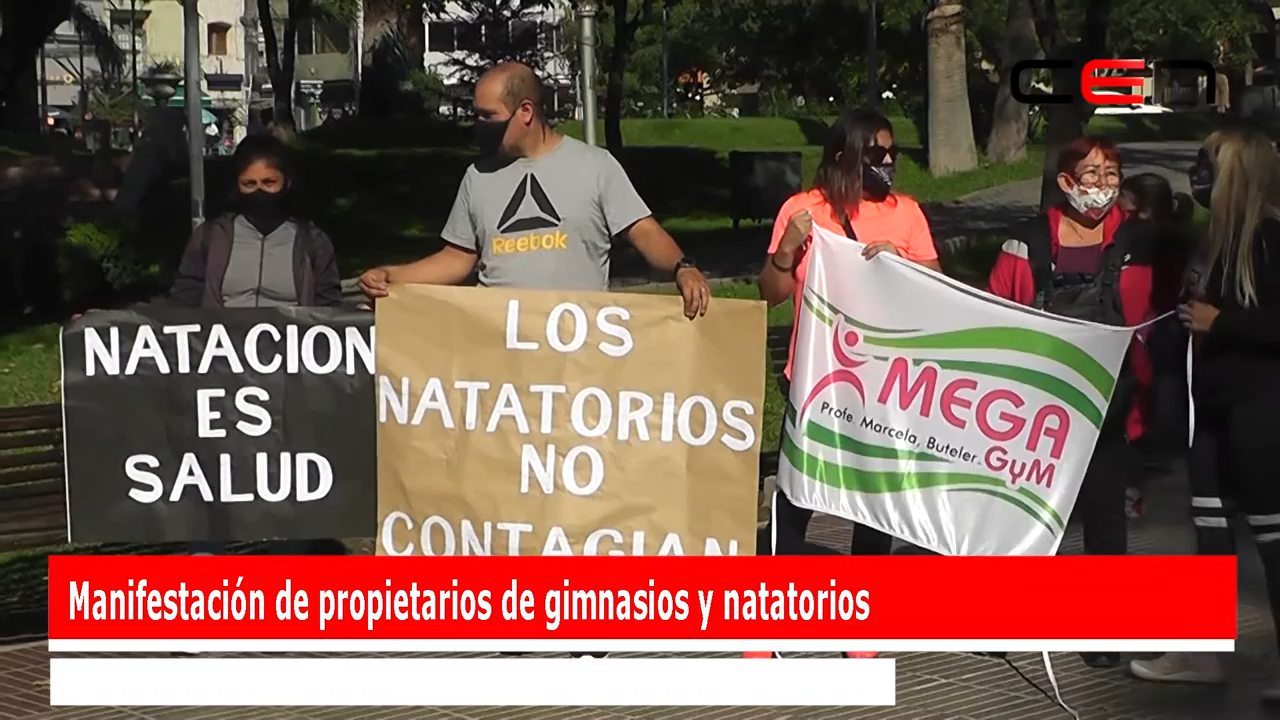 CEN
NATACION
ES
SALUD
Reebok
LOS
NATATORIOS
NO
CONTAGIAN
MEGA
GyM
Profe. Marcela, Buteler.
Manifestación de propietarios de gimnasios y natatorios